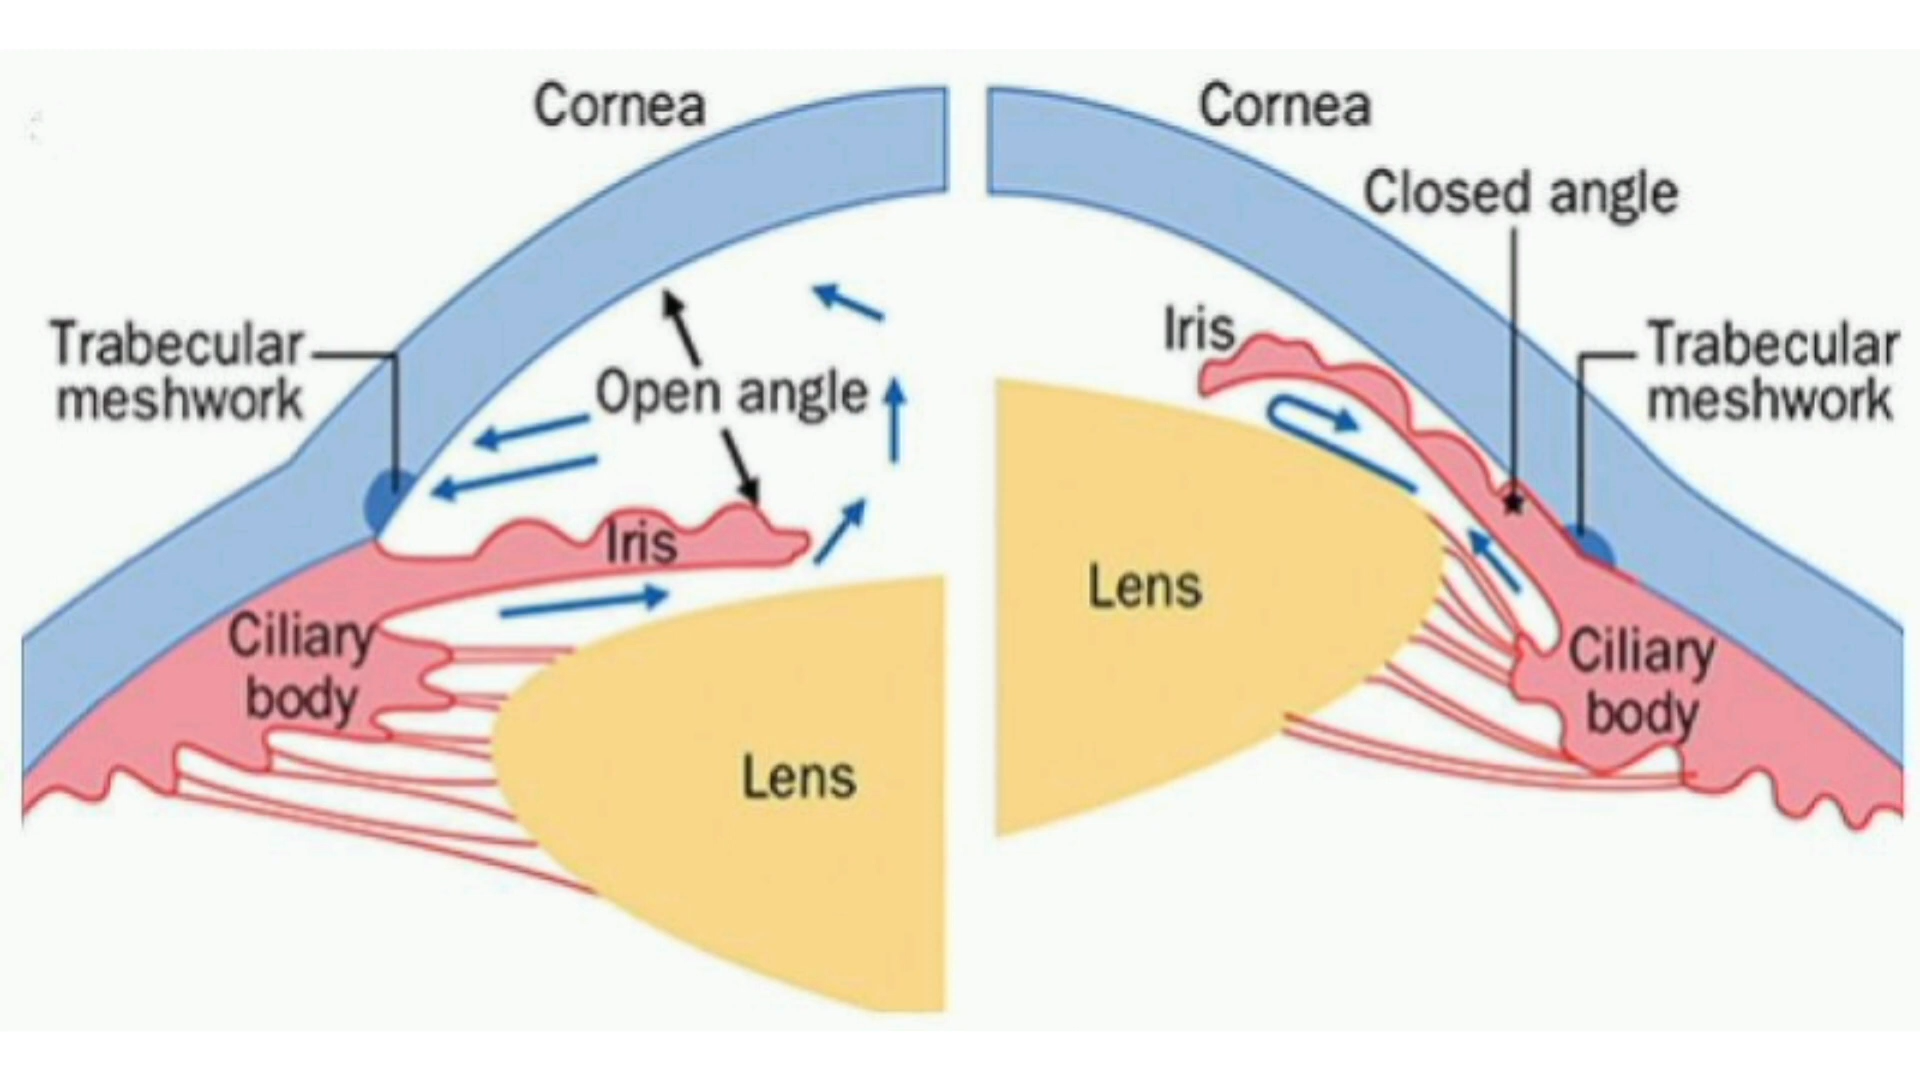 Cornea
Trabecular
meshwork
Open angle
Iris
Ciliary
body
Lens
Cornea
Closed angle
Iris
Trabecular
meshwork
Lens
Ciliary
body